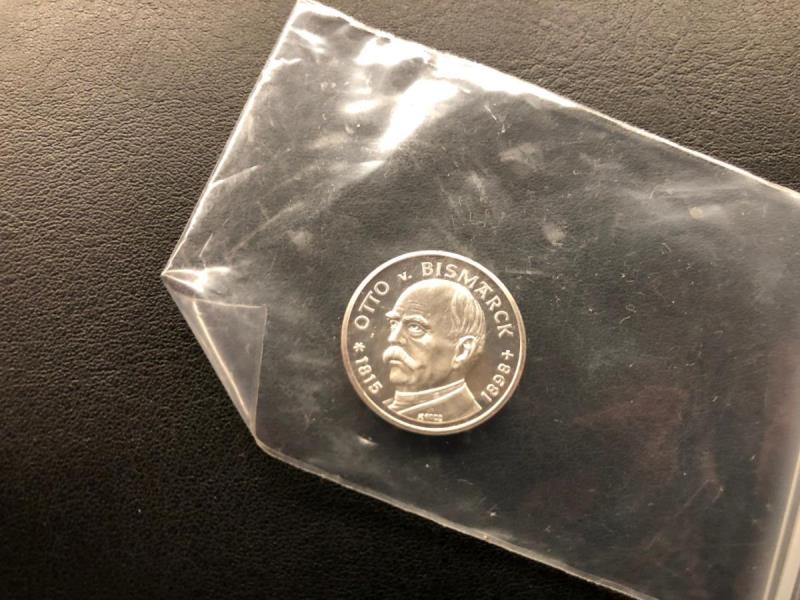 OTTO v. BISMARCK
* 1815
1898 +